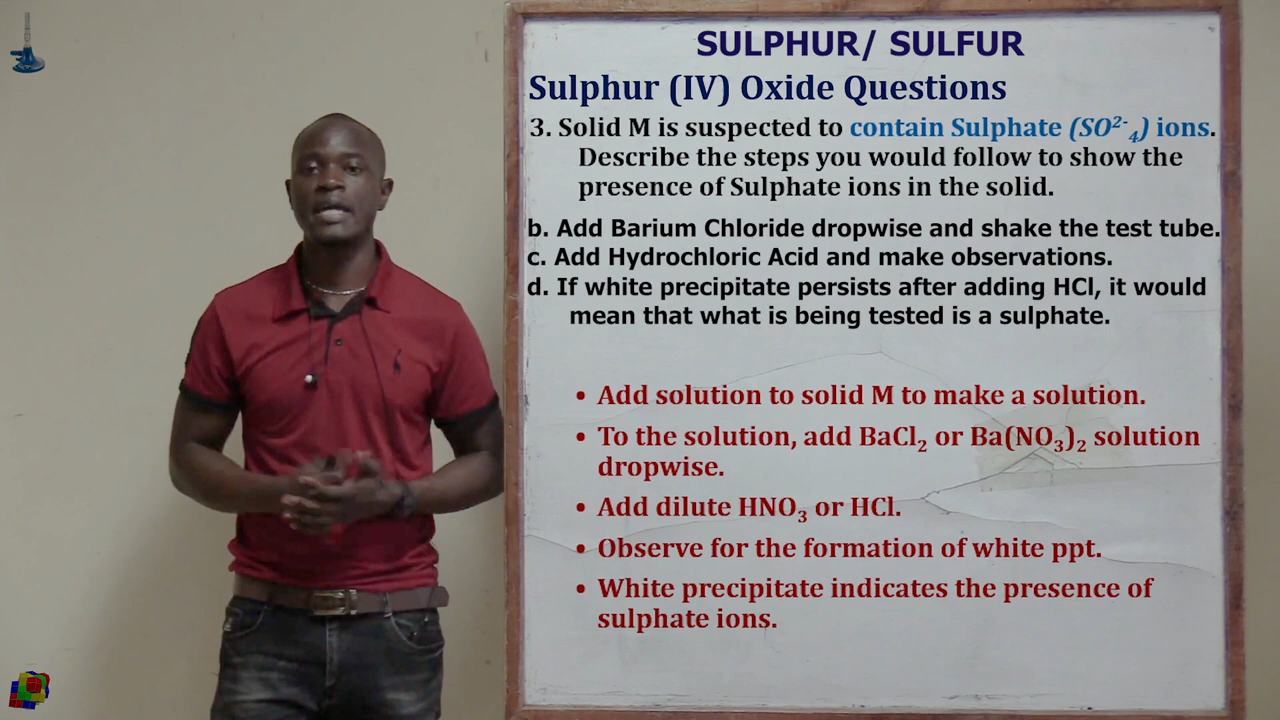 SULPHUR/ SULFUR
Sulphur (IV) Oxide Questions
3. Solid M is suspected to contain Sulphate (SO²⁻₄) ions.
Describe the steps you would follow to show the
presence of Sulphate ions in the solid.
b. Add Barium Chloride dropwise and shake the test tube.
c. Add Hydrochloric Acid and make observations.
d. If white precipitate persists after adding HCl, it would
mean that what is being tested is a sulphate.
• Add solution to solid M to make a solution.
• To the solution, add BaCl₂ or Ba(NO₃)₂ solution
dropwise.
• Add dilute HNO₃ or HCl.
• Observe for the formation of white ppt.
• White precipitate indicates the presence of
sulphate ions.